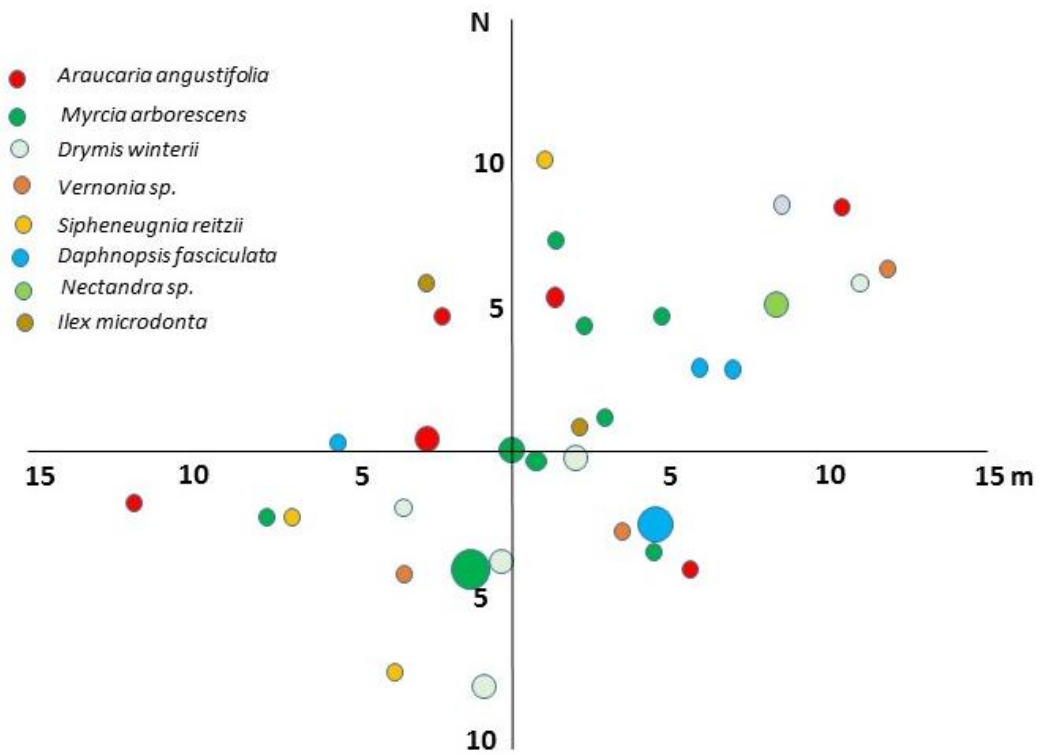 N
Araucaria angustifolia
Myrcia arborescens
Drymis winterii
Vernonia sp.
Sipheneugnia reitzii
Daphnopsis fasciculata
Nectandra sp.
Ilex microdonta
10
5
15 10 5 5 10 15 m
5
10